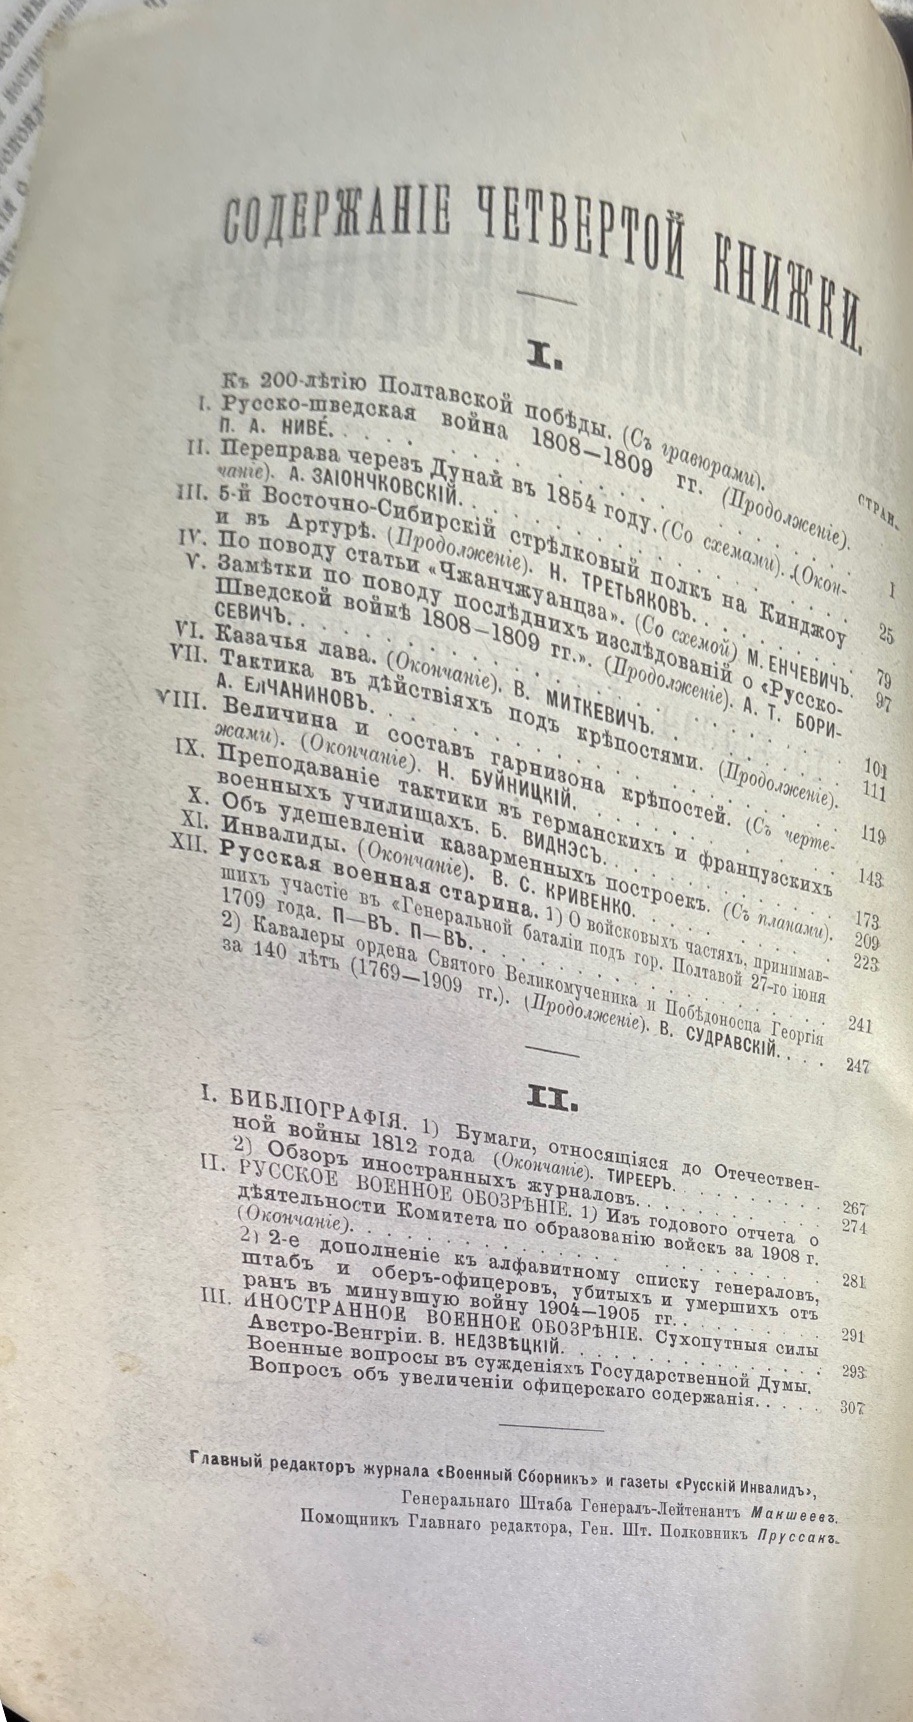 СОДЕРЖАНІЕ ЧЕТВЕРТОЙ КНИЖКИ.
I.
СТРАН.
Къ 200-лѣтію Полтавской побѣды. (Съ гравюрами).
I. Русско-шведская война 1808—1809 гг. (Продолженіе).
П. А. НИВЕ́. . . . . . . . . . . . 1
II. Переправа черезъ Дунай въ 1854 году. (Со схемами). (Окон-
чаніе). А. ЗАІОНЧКОВСКІЙ. . . . . . . . . . . . 25
III. 5-й Восточно-Сибирскій стрѣлковый полкъ на Кинджоу
и въ Артурѣ. (Продолженіе). Н. ТРЕТЬЯКОВЪ. . . . . . . 79
IV. По поводу статьи «Чжанчжуанцза». (Со схемой) М. ЕНЧЕВИЧЪ. 97
V. Замѣтки по поводу послѣднихъ изслѣдованій о «Русско-
Шведской войнѣ 1808—1809 гг.». (Продолженіе). А. Т. БОРИ-
СЕВИЧЪ. . . . . . . . . . . . 101
VI. Казачья лава. (Окончаніе). В. МИТКЕВИЧЪ. . . . . . . 111
VII. Тактика въ дѣйствіяхъ подъ крѣпостями. (Продолженіе).
А. ЕЛЧАНИНОВЪ. . . . . . . . . . . . 119
VIII. Величина и составъ гарнизона крѣпостей. (Съ черте-
жами). (Окончаніе). Н. БУЙНИЦКІЙ. . . . . . . . . 143
IX. Преподаваніе тактики въ германскихъ и французскихъ
военныхъ училищахъ. Б. ВИДНЭСЪ. . . . . . . . . 173
X. Объ удешевленіи казарменныхъ построекъ. (Съ планами). 209
XI. Инвалиды. (Окончаніе). В. С. КРИВЕНКО. . . . . . . 223
XII. Русская военная старина. 1) О войсковыхъ частяхъ, принимав-
шихъ участіе въ «Генеральной баталіи подъ гор. Полтавой 27-го іюня
1709 года. П—ВЪ. П—ВЪ. . . . . . . . . . . . 241
2) Кавалеры ордена Святого Великомученика и Побѣдоносца Георгія
за 140 лѣтъ (1769—1909 гг.). (Продолженіе). В. СУДРАВСКІЙ. . . . 247
II.
I. БИБЛІОГРАФІЯ. 1) Бумаги, относящіяся до Отечествен-
ной войны 1812 года (Окончаніе). ТИРЕЕРЪ. . . . . . . 267
2) Обзоръ иностранныхъ журналовъ. . . . . . . . . 274
II. РУССКОЕ ВОЕННОЕ ОБОЗРѢНІЕ. 1) Изъ годового отчета о
дѣятельности Комитета по образованію войскъ за 1908 г.
(Окончаніе). . . . . . . . . . . . 281
2) 2-е дополненіе къ алфавитному списку генераловъ,
штабъ и оберъ-офицеровъ, убитыхъ и умершихъ отъ
ранъ въ минувшую войну 1904—1905 гг. . . . . . . . 291
III. ИНОСТРАННОЕ ВОЕННОЕ ОБОЗРѢНІЕ. Сухопутныя силы
Австро-Венгріи. В. НЕДЗВѢЦКІЙ. . . . . . . . . . . 293
Военные вопросы въ сужденіяхъ Государственной Думы.
Вопросъ объ увеличеніи офицерскаго содержанія. . . . . 307
Главный редакторъ журнала «Военный Сборникъ» и газеты «Русскій Инвалидъ»,
Генеральнаго Штаба Генералъ-Лейтенантъ Макшеевъ.
Помощникъ Главнаго редактора, Ген. Шт. Полковникъ Пруссакъ.